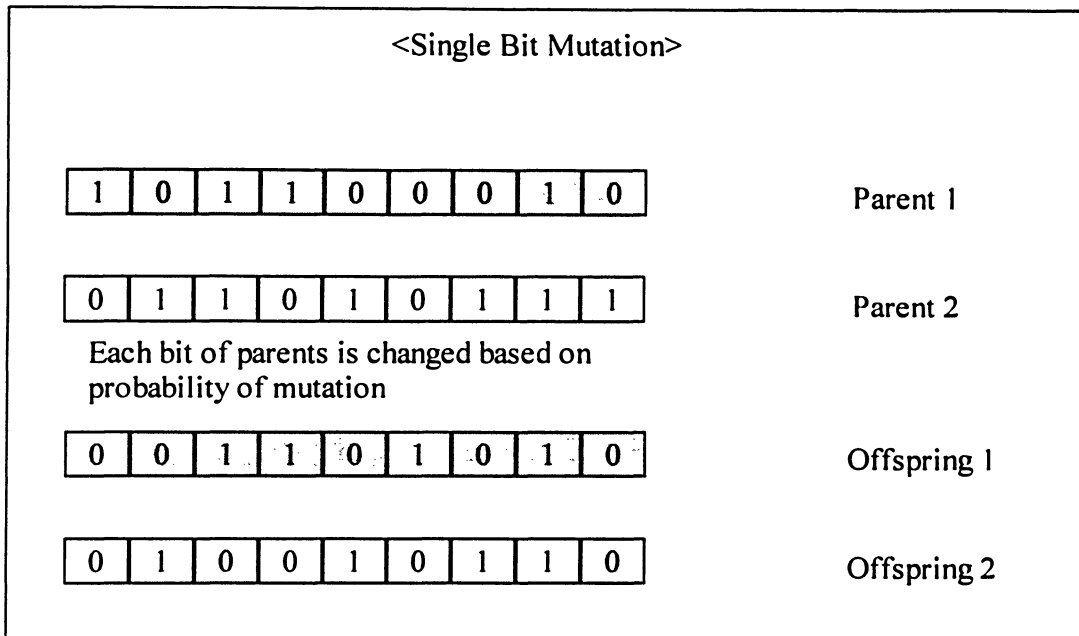 <Single Bit Mutation>
1 0 1 1 0 0 0 1 0 Parent 1
0 1 1 0 1 0 1 1 1 Parent 2
Each bit of parents is changed based on
probability of mutation
0 0 1 1 0 1 0 1 0 Offspring 1
0 1 0 0 1 0 1 1 0 Offspring 2